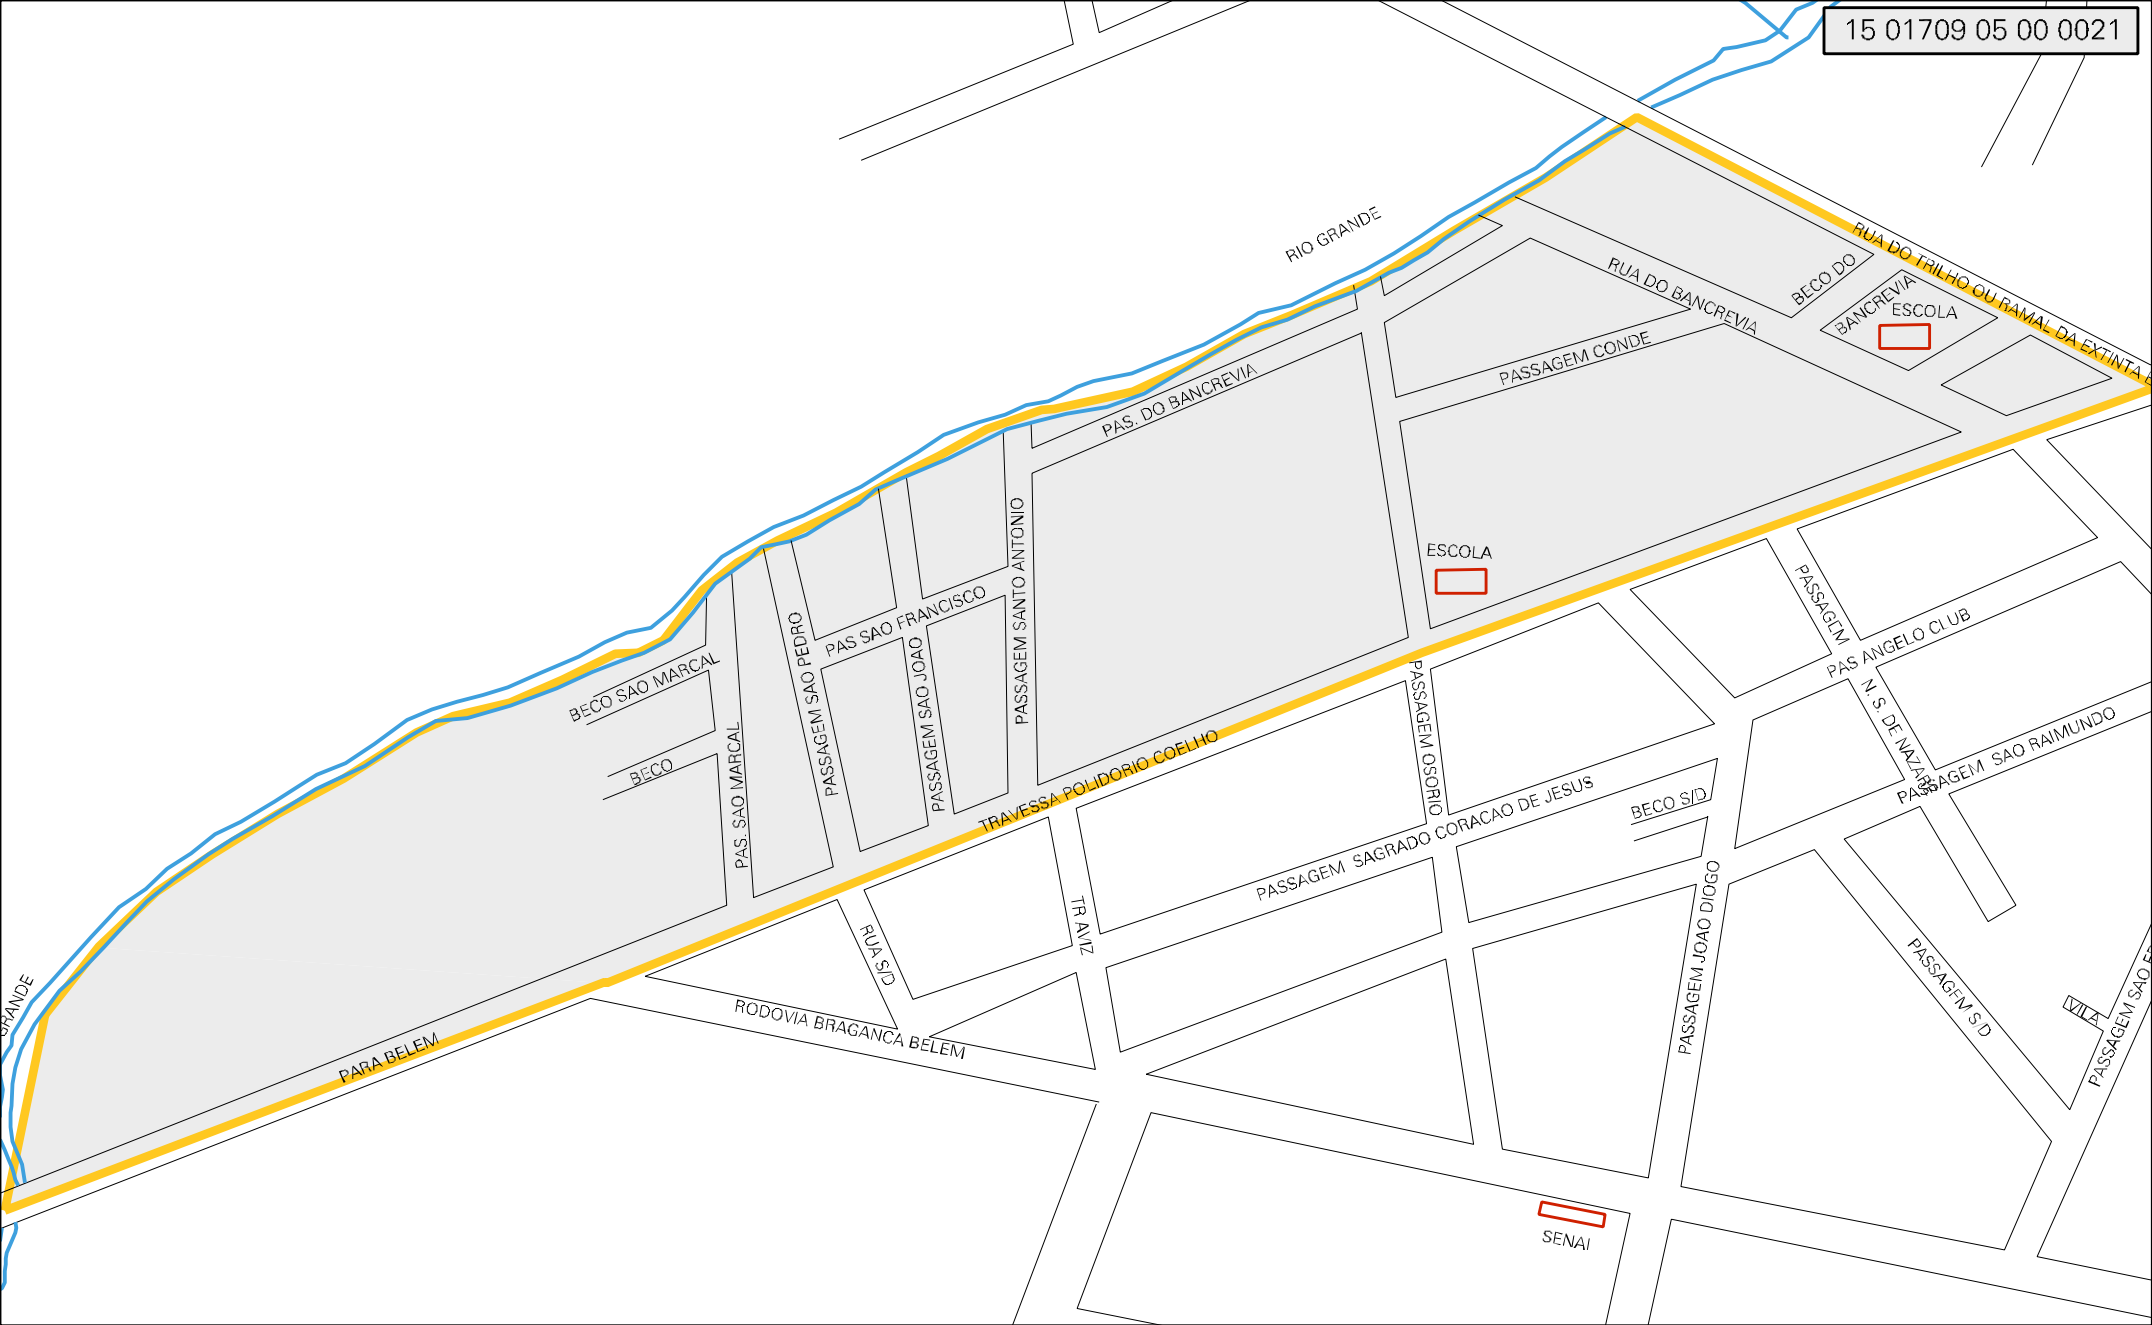 15 01709 05 00 0021
RIO GRANDE
RUA DO TRILHO OU RAMAL DA EXTINTA
RUA DO BANCREVIA
BECO DO
BANCREVIA
ESCOLA
PASSAGEM CONDE
PAS. DO BANCREVIA
PASSAGEM SANTO ANTONIO
ESCOLA
PAS SAO FRANCISCO
PASSAGEM SAO PEDRO
PASSAGEM SAO JOAO
BECO SAO MARCAL
BECO
PAS. SAO MARCAL
TRAVESSA POLIDORIO COELHO
PASSAGEM OSORIO
PASSAGEM
N. S. DE NAZARE
PAS ANGELO CLUB
PASSAGEM SAO RAIMUNDO
PASSAGEM SAGRADO CORACAO DE JESUS
BECO S/D
PASSAGEM JOAO DIOGO
TR AVIZ
RUA S/D
RODOVIA BRAGANCA BELEM
PASSAGEM S D
VILA
PASSAGEM SAO
GRANDE
PARA BELEM
SENAI